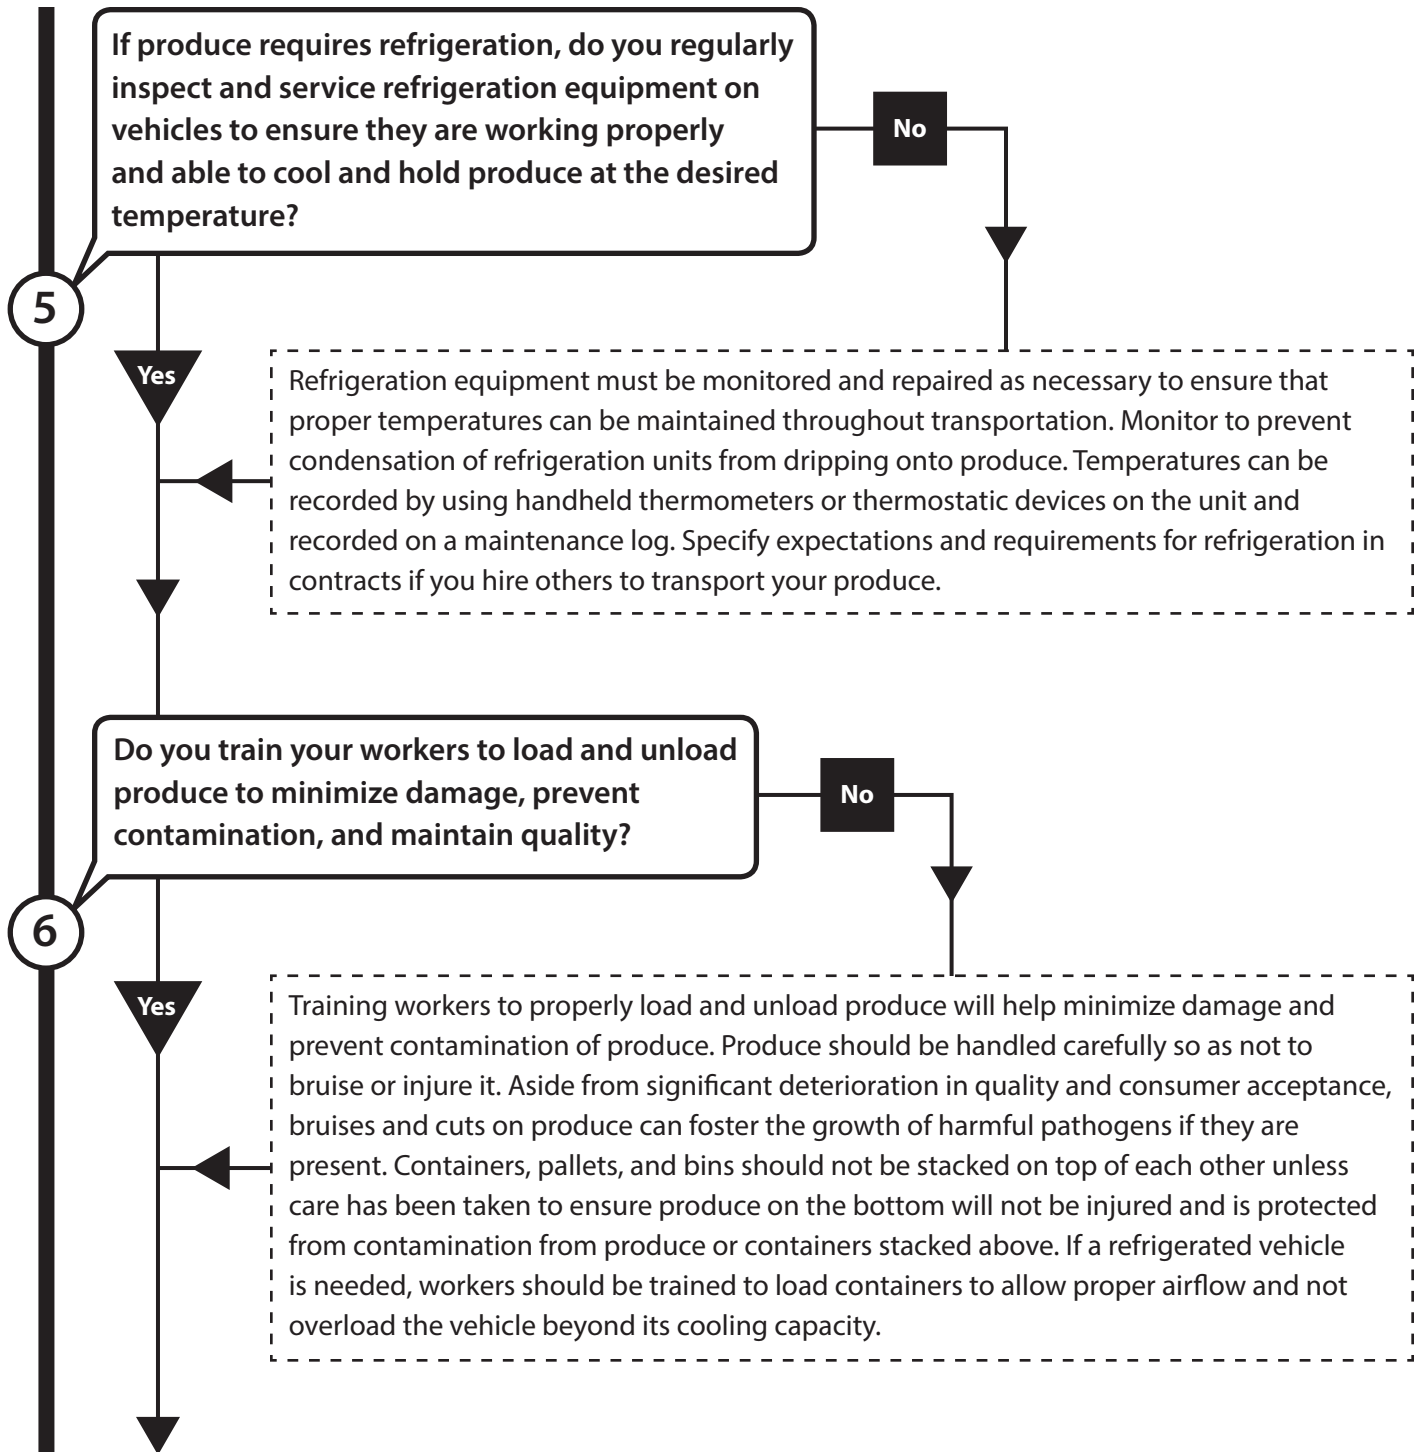 If produce requires refrigeration, do you regularly
inspect and service refrigeration equipment on
vehicles to ensure they are working properly
and able to cool and hold produce at the desired
temperature?
No
5
Yes
Refrigeration equipment must be monitored and repaired as necessary to ensure that
proper temperatures can be maintained throughout transportation. Monitor to prevent
condensation of refrigeration units from dripping onto produce. Temperatures can be
recorded by using handheld thermometers or thermostatic devices on the unit and
recorded on a maintenance log. Specify expectations and requirements for refrigeration in
contracts if you hire others to transport your produce.
Do you train your workers to load and unload
produce to minimize damage, prevent
contamination, and maintain quality?
No
6
Yes
Training workers to properly load and unload produce will help minimize damage and
prevent contamination of produce. Produce should be handled carefully so as not to
bruise or injure it. Aside from significant deterioration in quality and consumer acceptance,
bruises and cuts on produce can foster the growth of harmful pathogens if they are
present. Containers, pallets, and bins should not be stacked on top of each other unless
care has been taken to ensure produce on the bottom will not be injured and is protected
from contamination from produce or containers stacked above. If a refrigerated vehicle
is needed, workers should be trained to load containers to allow proper airflow and not
overload the vehicle beyond its cooling capacity.